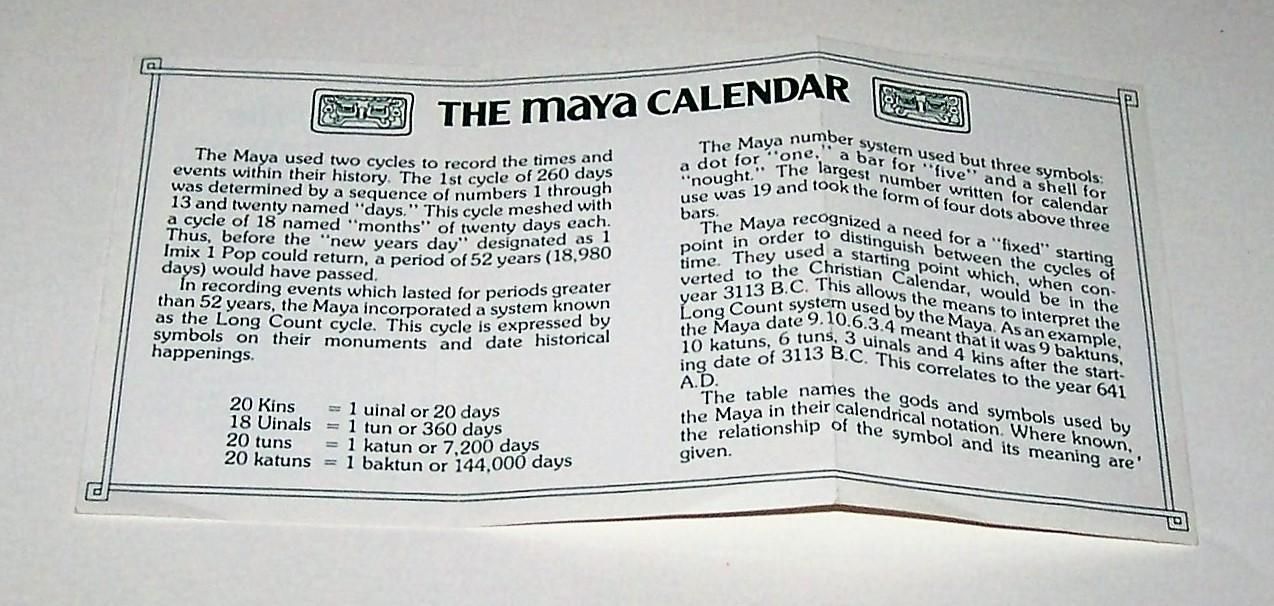 THE maya CALENDAR
The Maya used two cycles to record the times and
events within their history. The 1st cycle of 260 days
was determined by a sequence of numbers 1 through
13 and twenty named "days." This cycle meshed with
a cycle of 18 named "months" of twenty days each.
Thus, before the "new years day" designated as 1
Imix 1 Pop could return, a period of 52 years (18,980
days) would have passed.
In recording events which lasted for periods greater
than 52 years, the Maya incorporated a system known
as the Long Count cycle. This cycle is expressed by
symbols on their monuments and date historical
happenings.
20 Kins = 1 uinal or 20 days
18 Uinals = 1 tun or 360 days
20 tuns = 1 katun or 7,200 days
20 katuns = 1 baktun or 144,000 days
The Maya number system used but three symbols:
a dot for "one," a bar for "five" and a shell for
"nought." The largest number written for calendar
use was 19 and took the form of four dots above three
bars.
The Maya recognized a need for a "fixed" starting
point in order to distinguish between the cycles of
time. They used a starting point which, when con-
verted to the Christian Calendar, would be in the
year 3113 B.C. This allows the means to interpret the
Long Count system used by the Maya. As an example,
the Maya date 9.10.6.3.4 meant that it was 9 baktuns,
10 katuns, 6 tuns, 3 uinals and 4 kins after the start-
ing date of 3113 B.C. This correlates to the year 641
A.D.
The table names the gods and symbols used by
the Maya in their calendrical notation. Where known,
the relationship of the symbol and its meaning are'
given.